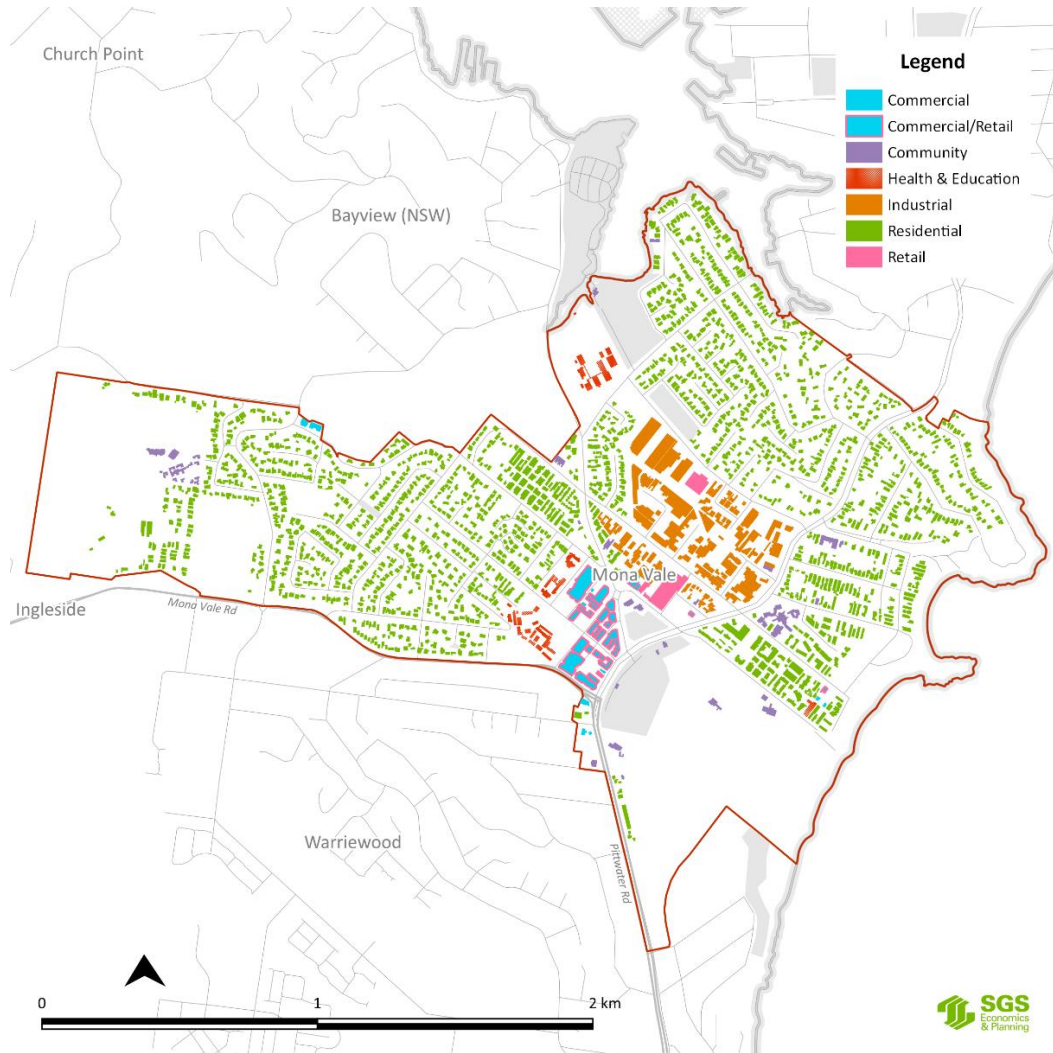 Church Point
Legend
Commercial
Commercial/Retail
Community
Health & Education
Industrial
Residential
Retail
Bayview (NSW)
Mona Vale
Ingleside
Mona Vale Rd
Warriewood
Pittwater Rd
0 1 2 km
SGS
Economics
& Planning